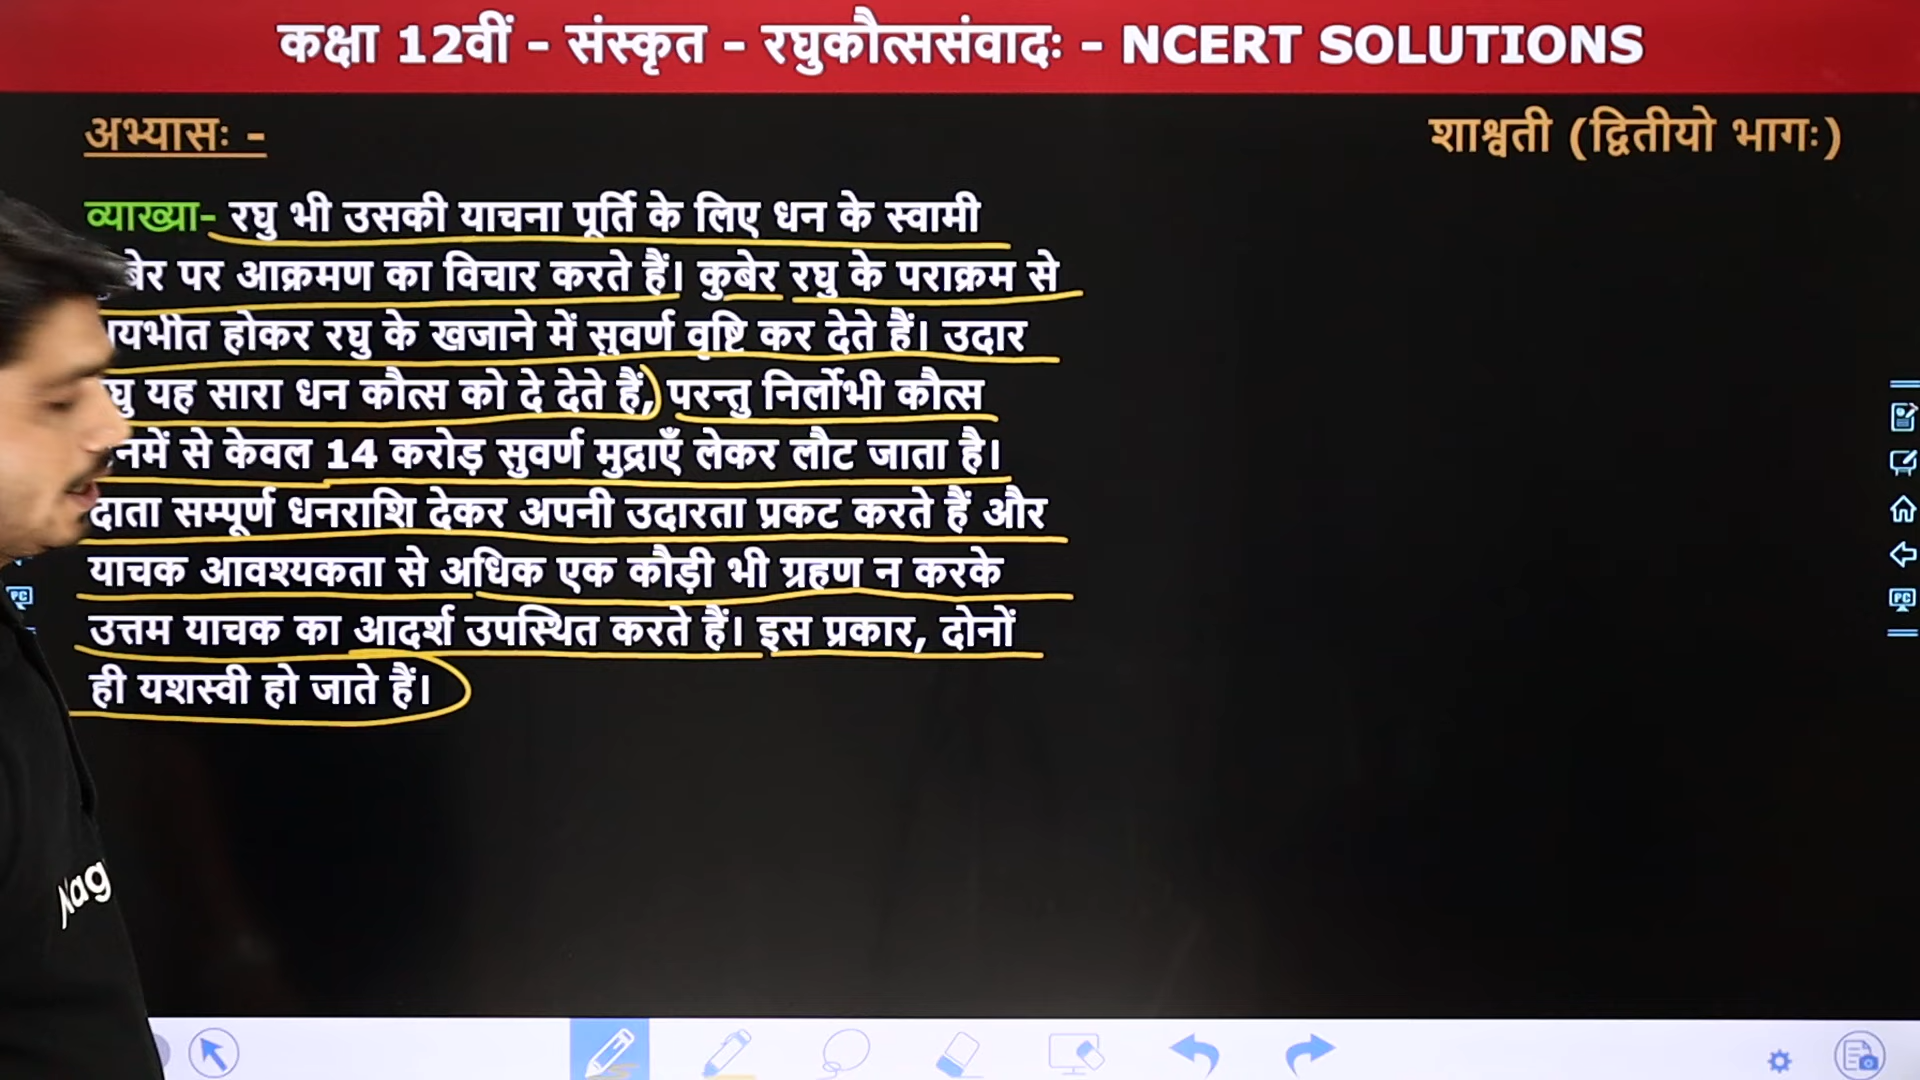 कक्षा 12वीं - संस्कृत - रघुकौत्ससंवादः - NCERT SOLUTIONS
अभ्यासः -
शाश्वती (द्वितीयो भागः)
व्याख्या- रघु भी उसकी याचना पूर्ति के लिए धन के स्वामी
पर आक्रमण का विचार करते हैं। कुबेर रघु के पराक्रम से
होकर रघु के खजाने में सुवर्ण वृष्टि कर देते हैं। उदार
यह सारा धन कौत्स को दे देते हैं, परन्तु निर्लोभी कौत्स
से केवल 14 करोड़ सुवर्ण मुद्राएँ लेकर लौट जाता है।
दाता सम्पूर्ण धनराशि देकर अपनी उदारता प्रकट करते हैं और
याचक आवश्यकता से अधिक एक कौड़ी भी ग्रहण न करके
उत्तम याचक का आदर्श उपस्थित करते हैं। इस प्रकार, दोनों
ही यशस्वी हो जाते हैं।
PC
PC